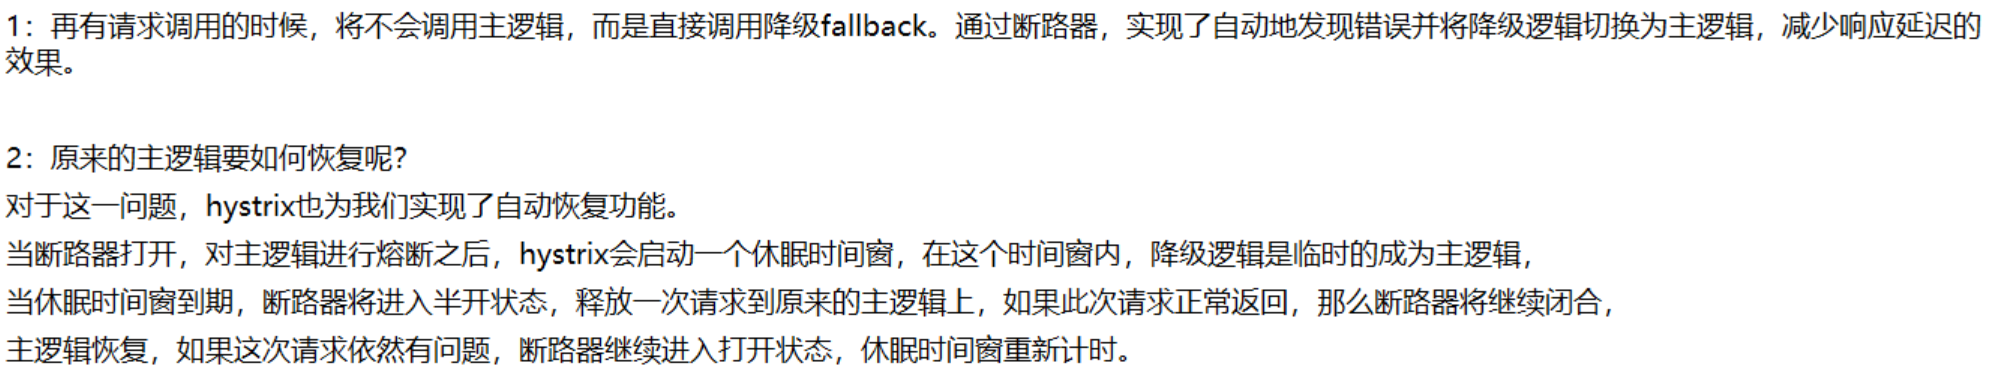 1：再有请求调用的时候，将不会调用主逻辑，而是直接调用降级fallback。通过断路器，实现了自动地发现错误并将降级逻辑切换为主逻辑，减少响应延迟的
效果。
2：原来的主逻辑要如何恢复呢？
对于这一问题，hystrix也为我们实现了自动恢复功能。
当断路器打开，对主逻辑进行熔断之后，hystrix会启动一个休眠时间窗，在这个时间窗内，降级逻辑是临时的成为主逻辑，
当休眠时间窗到期，断路器将进入半开状态，释放一次请求到原来的主逻辑上，如果此次请求正常返回，那么断路器将继续闭合，
主逻辑恢复，如果这次请求依然有问题，断路器继续进入打开状态，休眠时间窗重新计时。